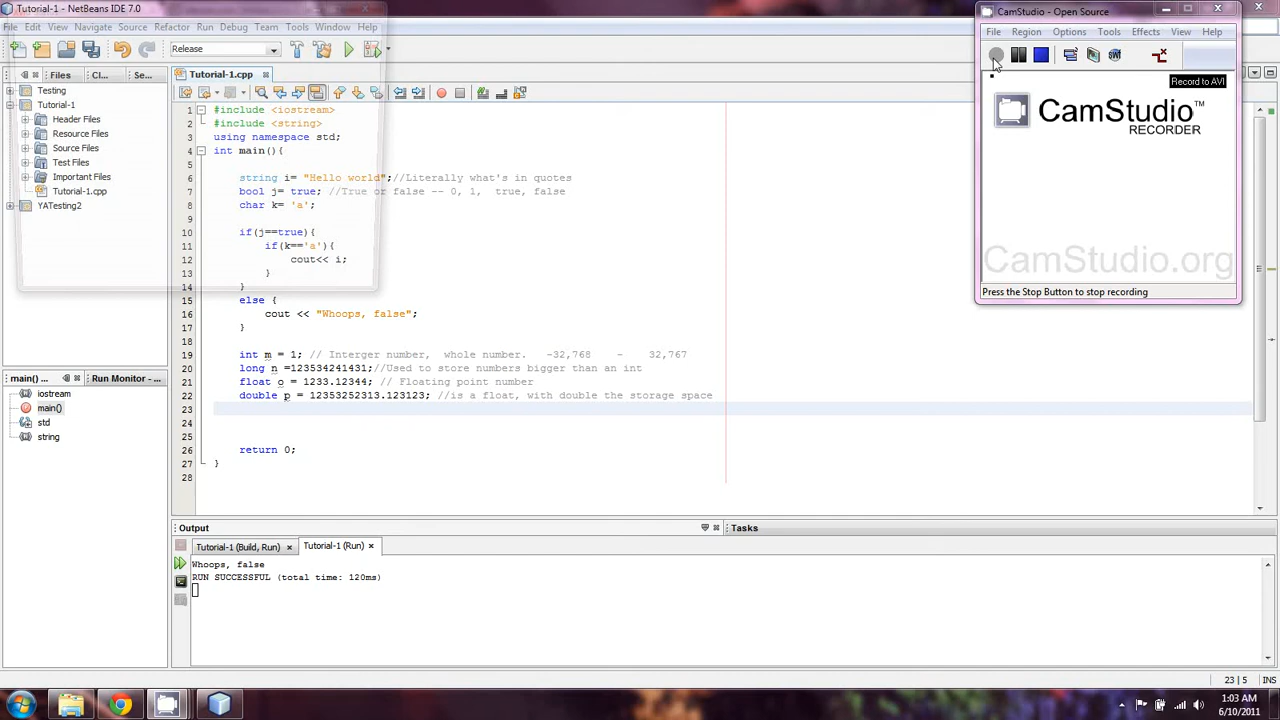 Tutorial-1 - NetBeans IDE 7.0
File Edit View Navigate Source Refactor Run Debug Team Tools Window Help
Release
Files Cl... Se...
Testing
Tutorial-1
Header Files
Resource Files
Source Files
Test Files
Important Files
Tutorial-1.cpp
YATesting2
main() ...
Run Monitor - ...
iostream
main()
std
string
Tutorial-1.cpp
1 #include <iostream>
2 #include <string>
3 using namespace std;
4 int main(){
5
6 string i= "Hello world";//Literally what's in quotes
7 bool j= true; //True or false -- 0, 1, true, false
8 char k= 'a';
9
10 if(j==true){
11 if(k=='a'){
12 cout<< i;
13 }
14 }
15 else {
16 cout << "Whoops, false";
17 }
18
19 int m = 1; // Interger number, whole number. -32,768 - 32,767
20 long n =123534241431;//Used to store numbers bigger than an int
21 float o = 1233.12344; // Floating point number
22 double p = 12353252313.123123; //is a float, with double the storage space
23
24
25
26 return 0;
27 }
28
Output
Tasks
Tutorial-1 (Build, Run)
Tutorial-1 (Run)
Whoops, false
RUN SUCCESSFUL (total time: 120ms)
23 | 5 INS
CamStudio - Open Source
File Region Options Tools Effects View Help
SW
Record to AVI
CamStudio™
RECORDER
CamStudio.org
Press the Stop Button to stop recording
1:03 AM
6/10/2011